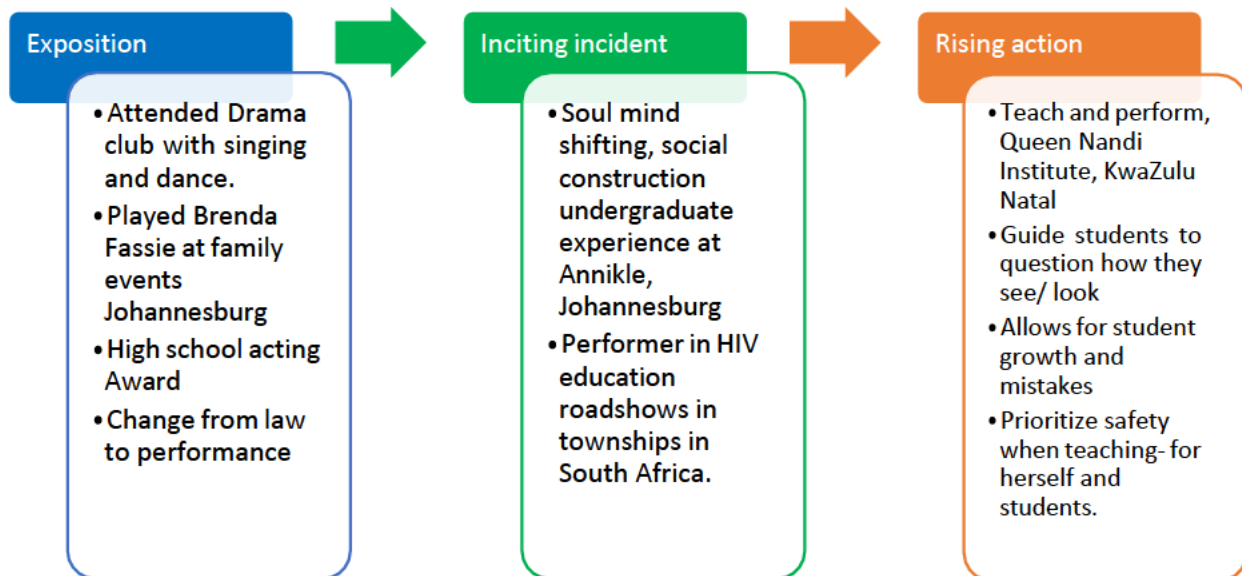 Exposition
•Attended Drama
club with singing
and dance.
•Played Brenda
Fassie at family
events
Johannesburg
•High school acting
Award
•Change from law
to performance
Inciting incident
•Soul mind
shifting, social
construction
undergraduate
experience at
Annikle,
Johannesburg
•Performer in HIV
education
roadshows in
townships in
South Africa.
Rising action
•Teach and perform,
Queen Nandi
Institute, KwaZulu
Natal
•Guide students to
question how they
see/ look
•Allows for student
growth and
mistakes
•Prioritize safety
when teaching- for
herself and
students.